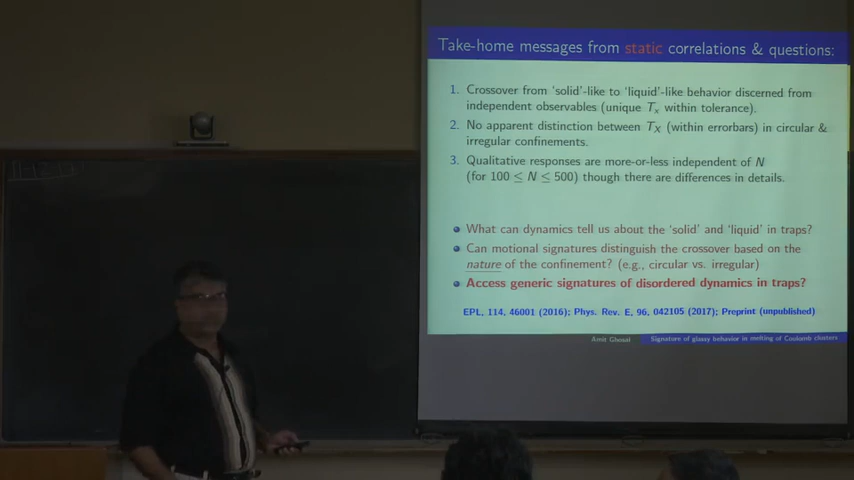 Take-home messages from static correlations & questions:
1. Crossover from 'solid'-like to 'liquid'-like behavior discerned from
independent observables (unique Tx within tolerance).
2. No apparent distinction between TX (within errorbars) in circular &
irregular confinements.
3. Qualitative responses are more-or-less independent of N
(for 100 ≤ N ≤ 500) though there are differences in details.
What can dynamics tell us about the 'solid' and 'liquid' in traps?
Can motional signatures distinguish the crossover based on the
nature of the confinement? (e.g., circular vs. irregular)
Access generic signatures of disordered dynamics in traps?
EPL, 114, 46001 (2016); Phys. Rev. E, 96, 042105 (2017); Preprint (unpublished)
Amit Ghosal Signature of glassy behavior in melting of Coulomb clusters